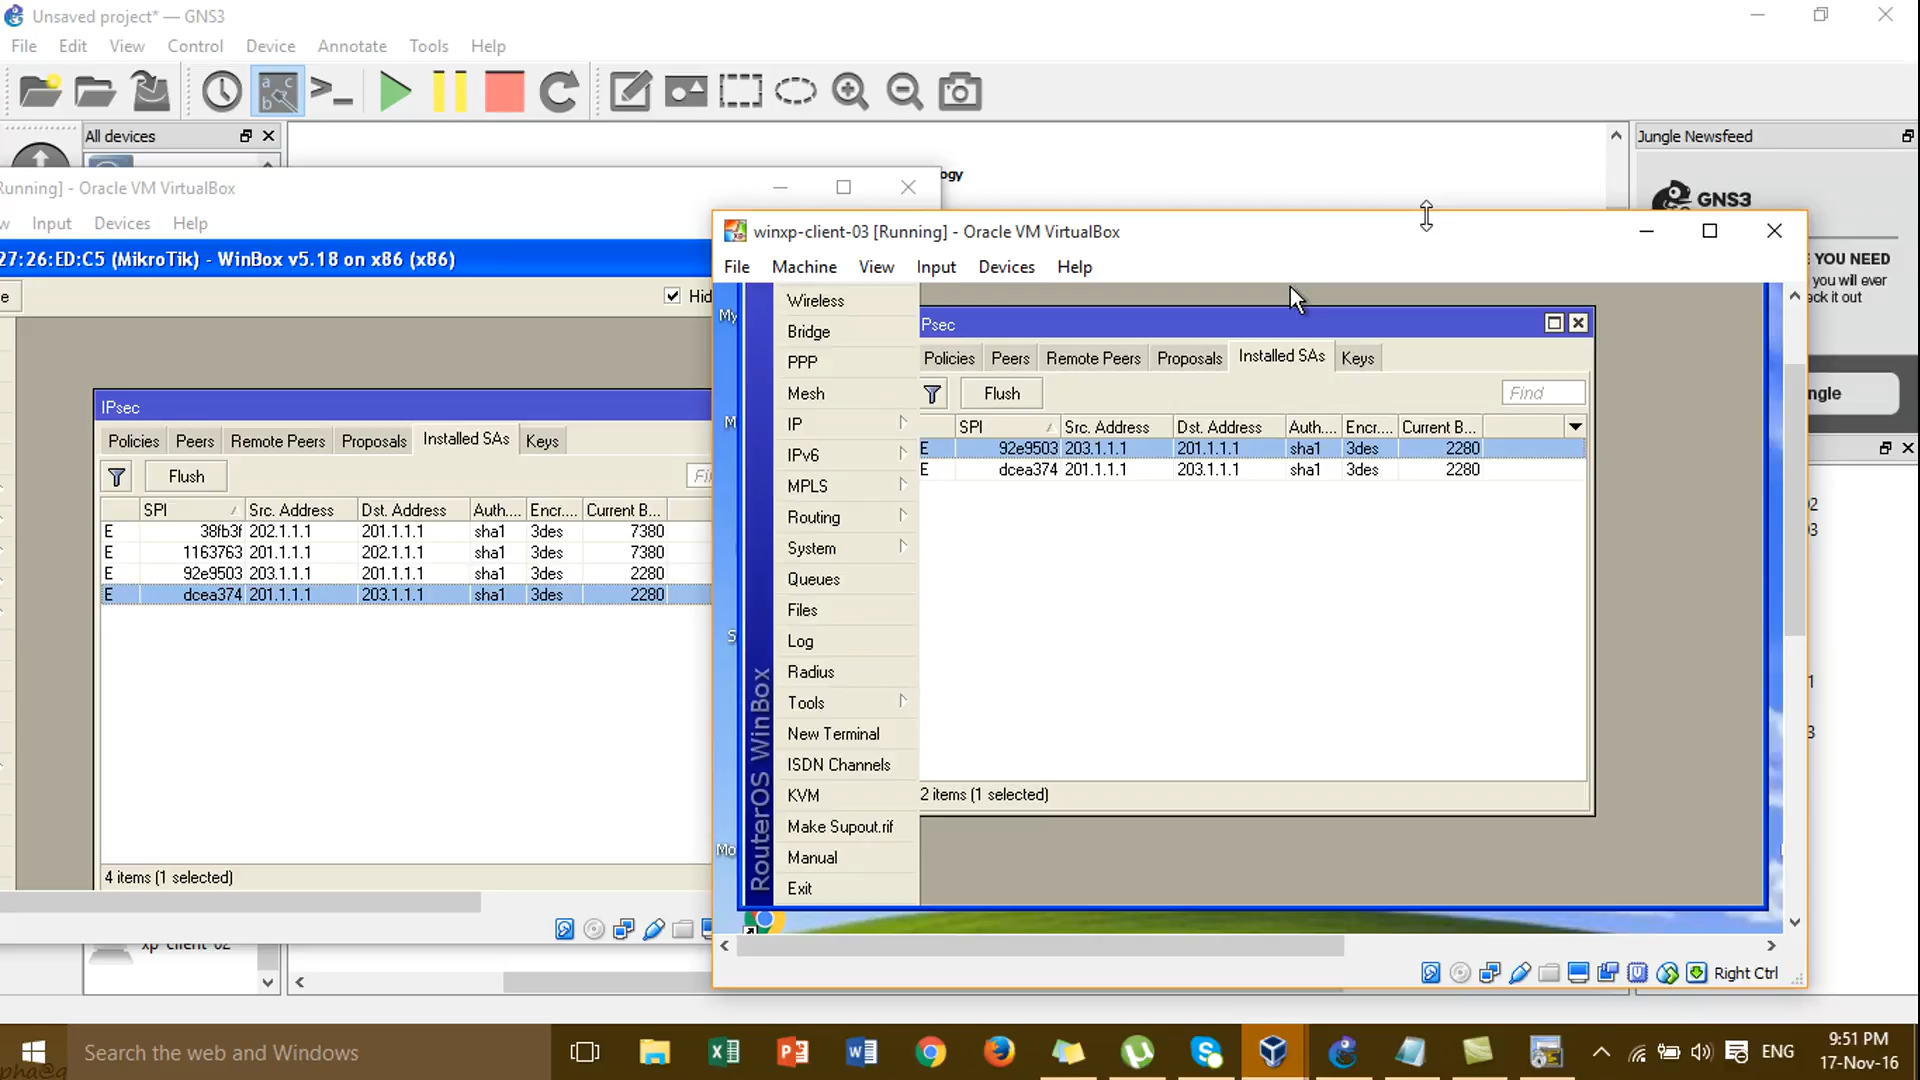 Unsaved project* — GNS3
File Edit View Control Device Annotate Tools Help
All devices
Jungle Newsfeed
ogy
GNS3
YOU NEED
you will ever
ck it out
ngle
Running] - Oracle VM VirtualBox
w Input Devices Help
27:26:ED:C5 (MikroTik) - WinBox v5.18 on x86 (x86)
e
Hid
IPsec
Policies Peers Remote Peers Proposals Installed SAs Keys
Flush
Fi
SPI Src. Address Dst. Address Auth.... Encr.... Current B...
E 38fb3f 202.1.1.1 201.1.1.1 sha1 3des 7380
E 1163763 201.1.1.1 202.1.1.1 sha1 3des 7380
E 92e9503 203.1.1.1 201.1.1.1 sha1 3des 2280
E dcea374 201.1.1.1 203.1.1.1 sha1 3des 2280
4 items (1 selected)
xp-client-02
winxp-client-03 [Running] - Oracle VM VirtualBox
File Machine View Input Devices Help
My
M
S
Mo
RouterOS WinBox
Wireless
Bridge
PPP
Mesh
IP
IPv6
MPLS
Routing
System
Queues
Files
Log
Radius
Tools
New Terminal
ISDN Channels
KVM
Make Supout.rif
Manual
Exit
Psec
Policies Peers Remote Peers Proposals Installed SAs Keys
Flush
Find
SPI Src. Address Dst. Address Auth.... Encr.... Current B...
E 92e9503 203.1.1.1 201.1.1.1 sha1 3des 2280
E dcea374 201.1.1.1 203.1.1.1 sha1 3des 2280
2 items (1 selected)
Right Ctrl
2
3
1
3
Search the web and Windows
ENG
9:51 PM
17-Nov-16